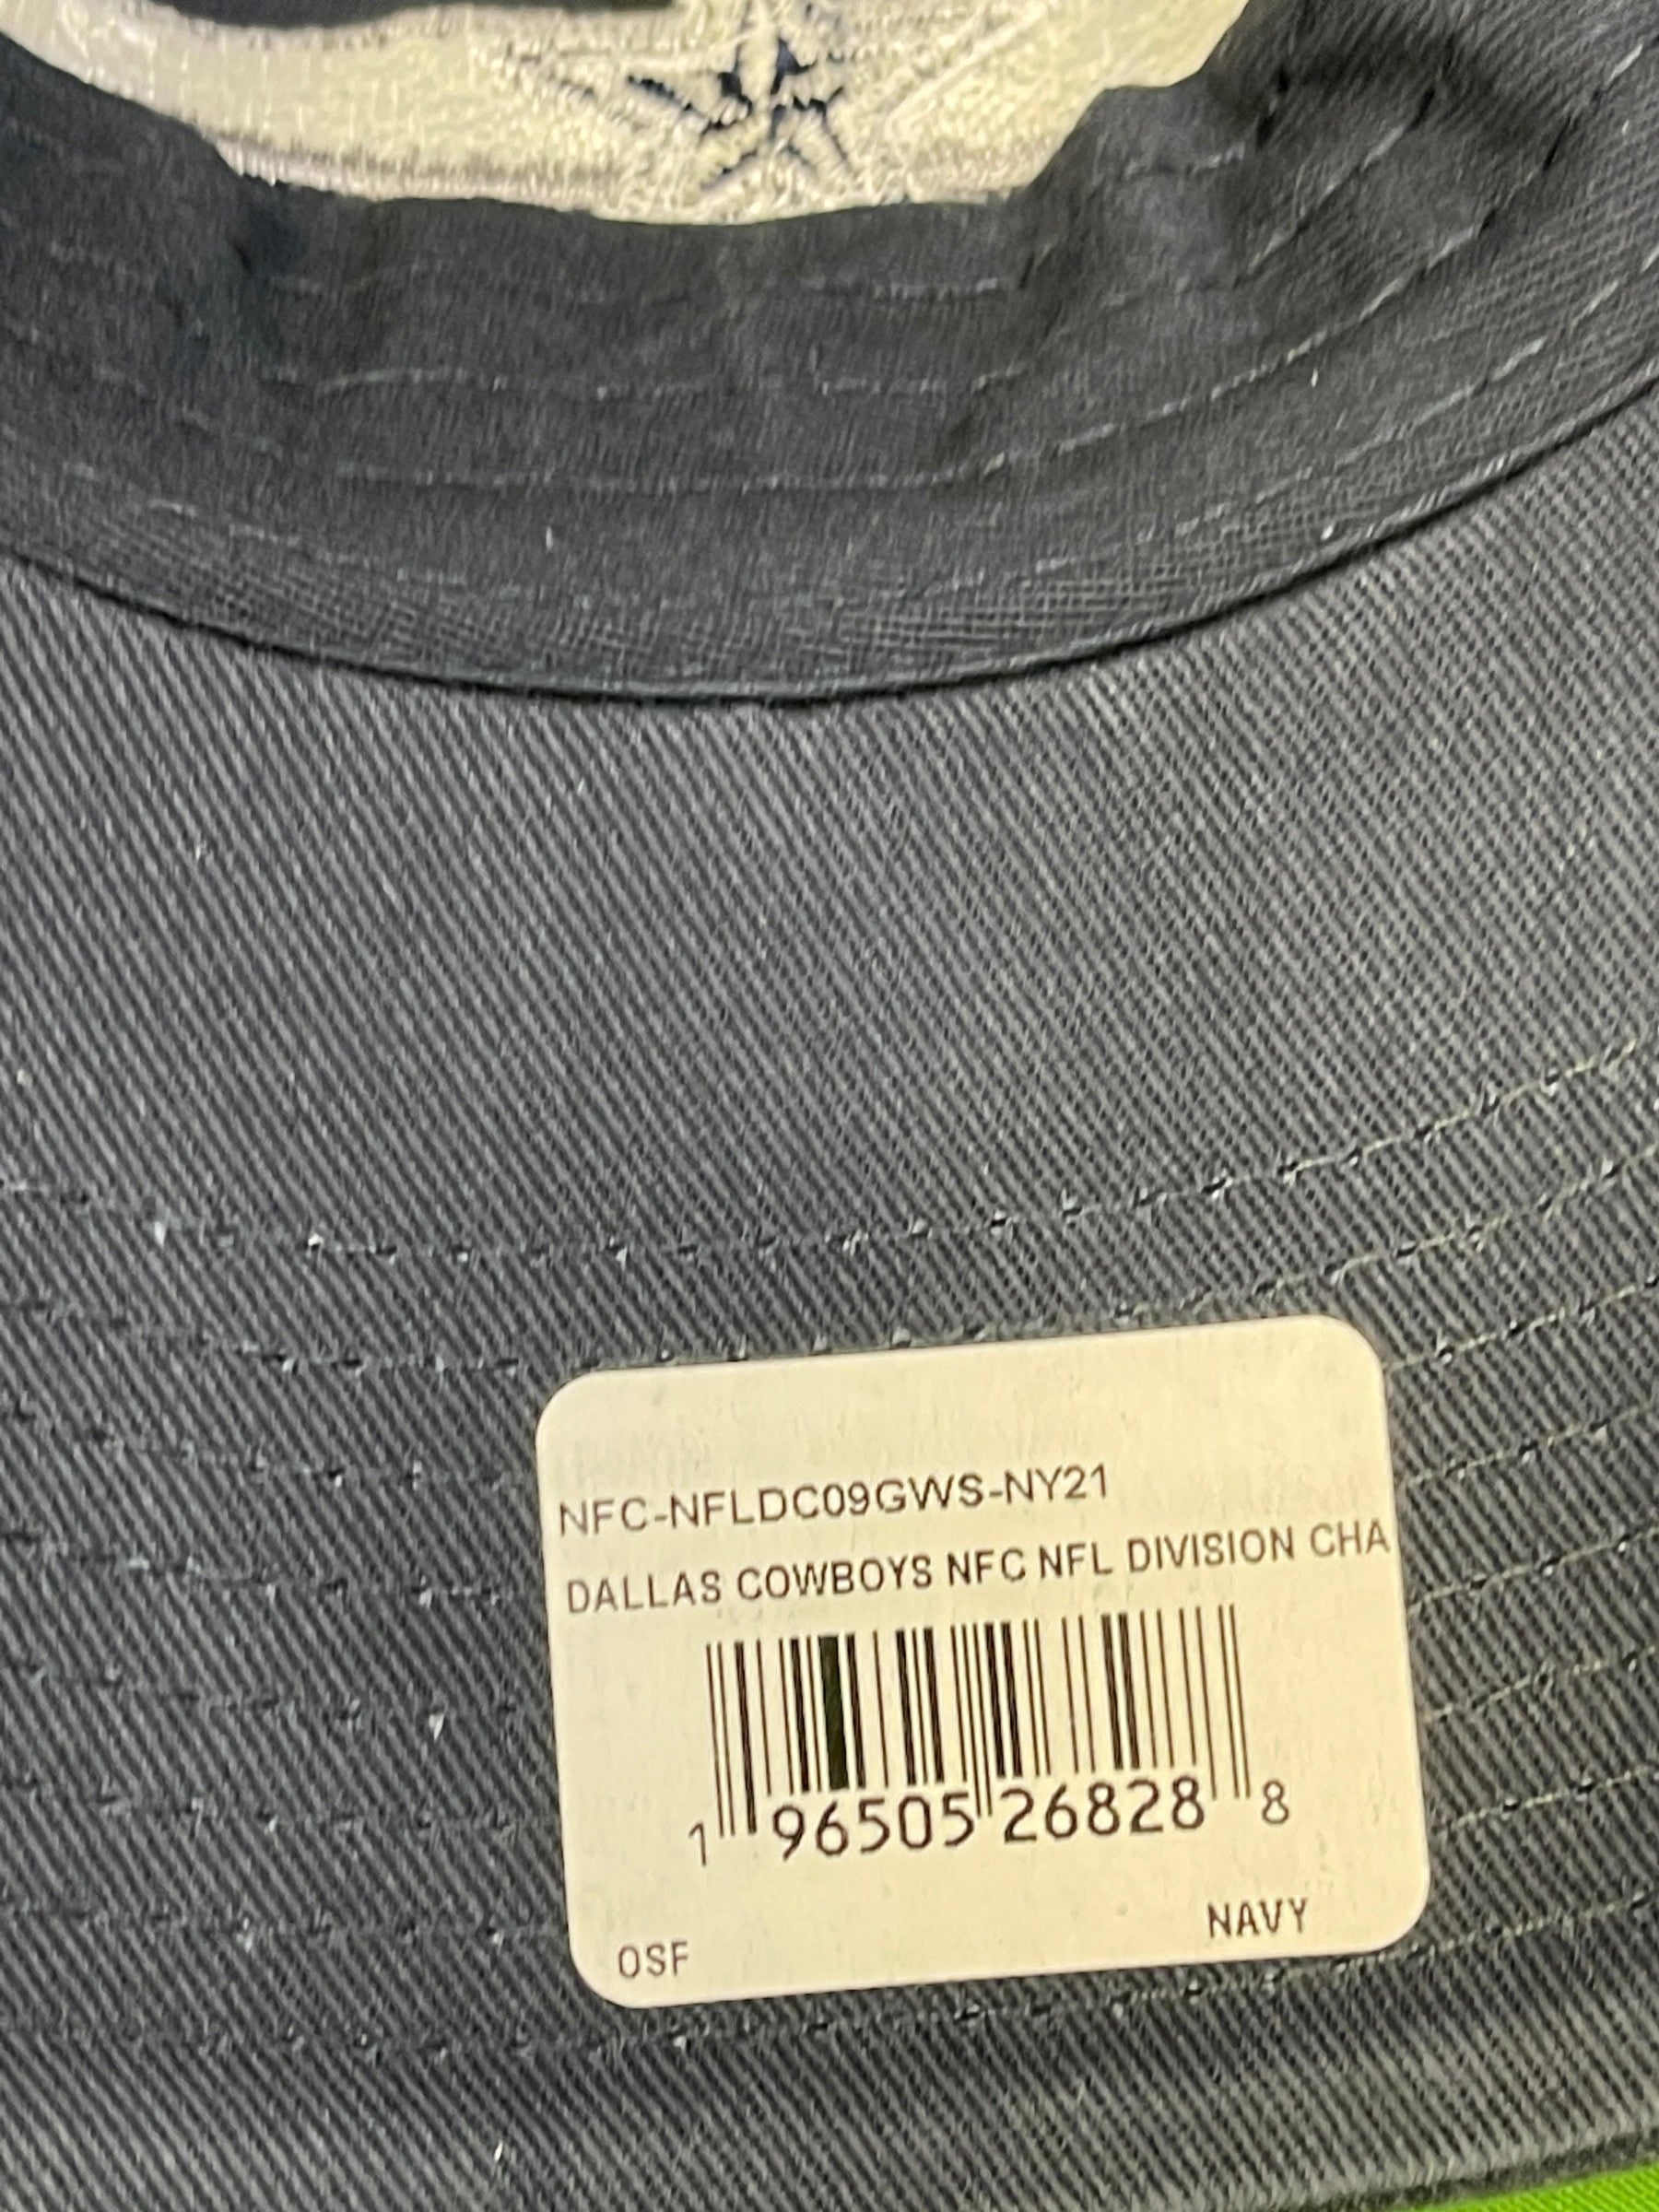 NFC-NFLDC09GWS-NY21
DALLAS COWBOYS NFC NFL DIVISION CHA
1 96505 26828 8
OSF NAVY